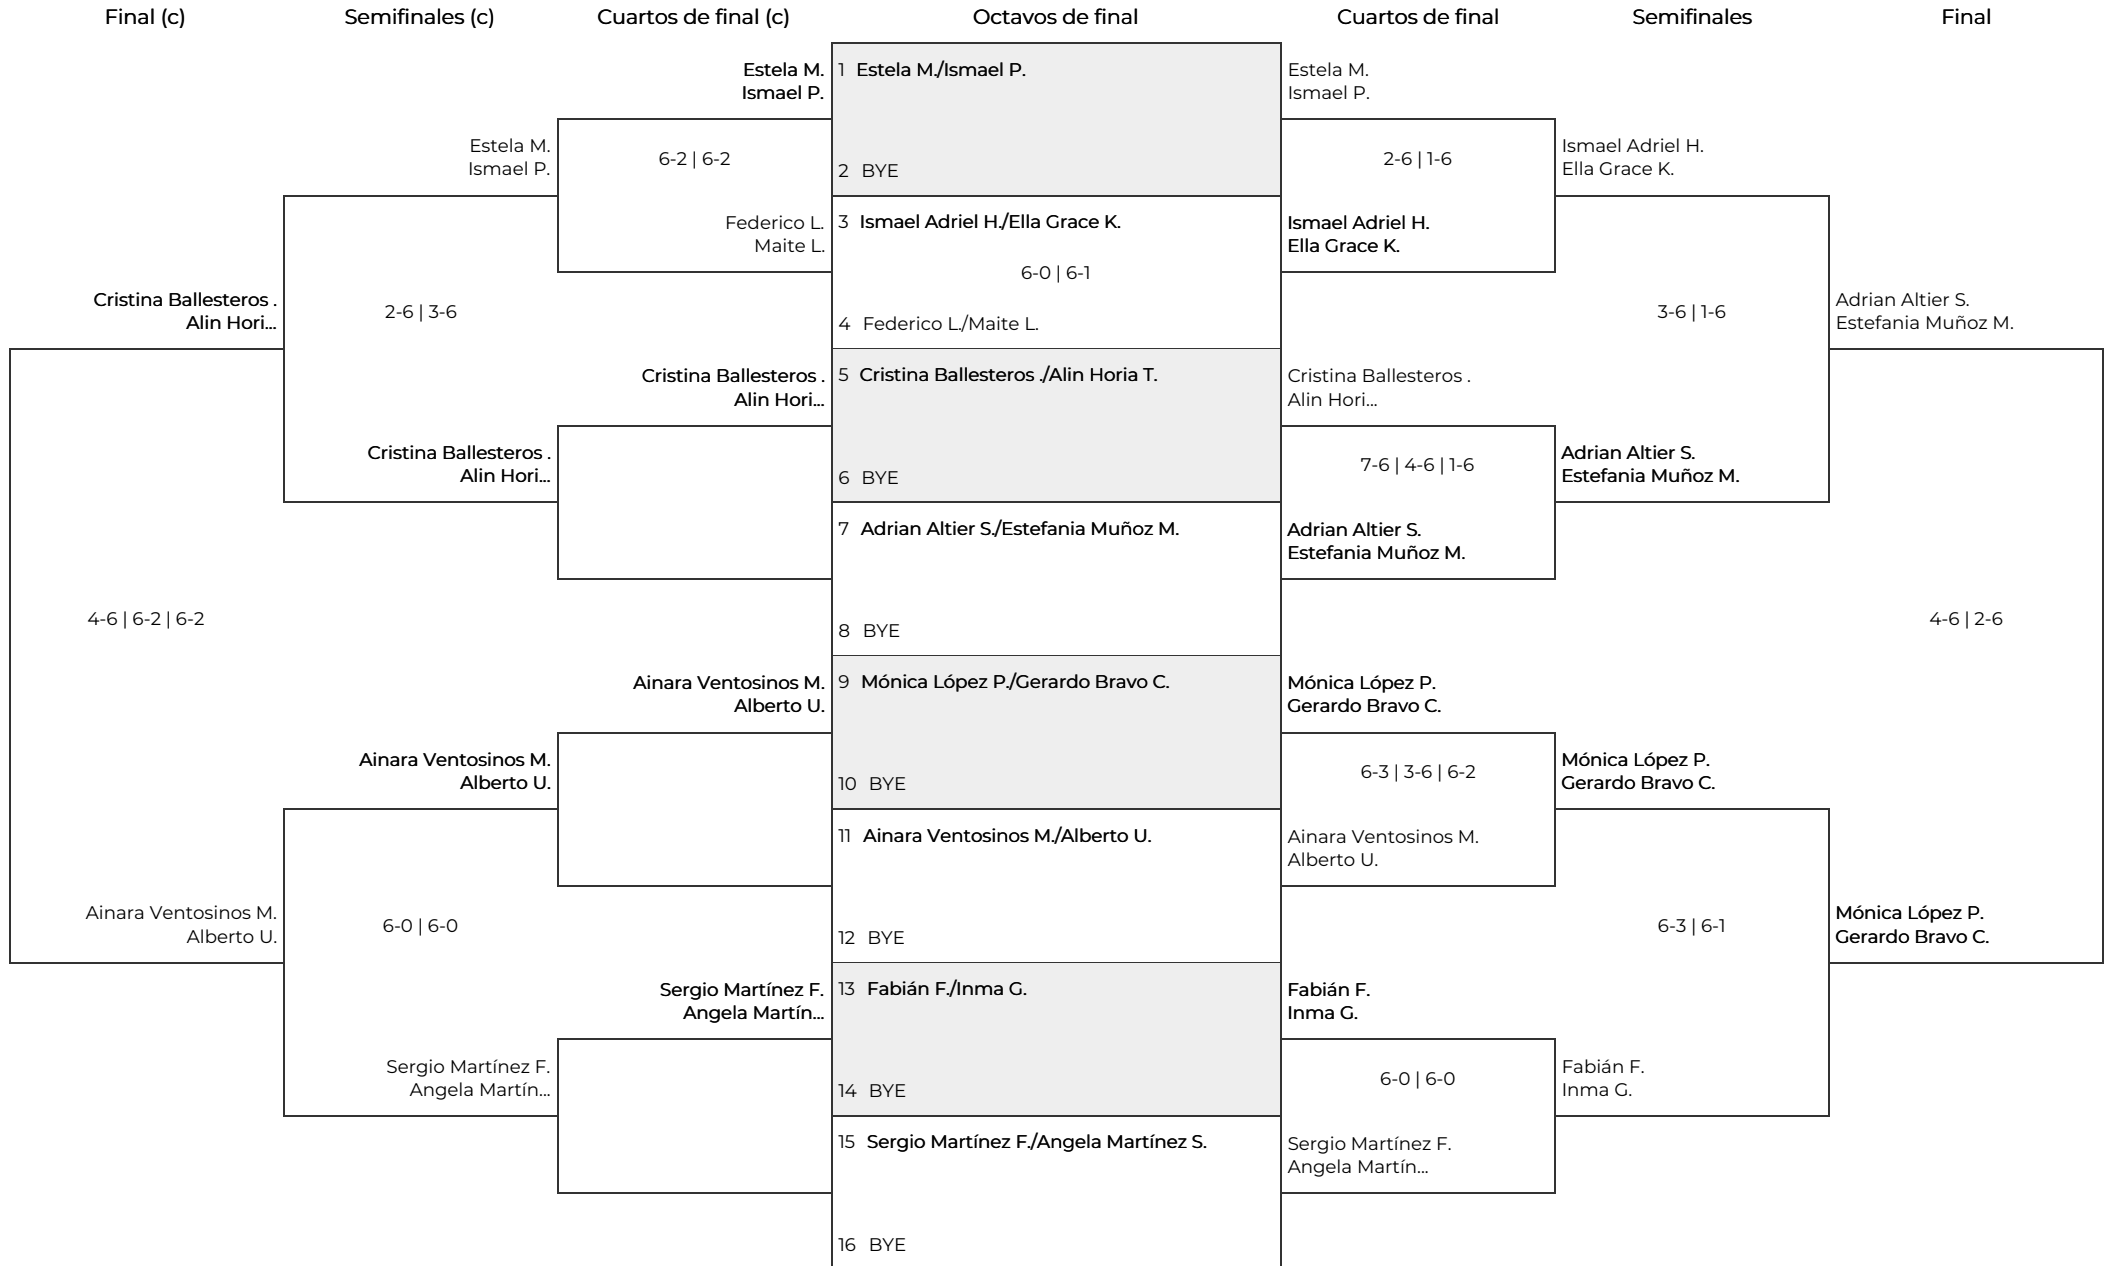 Final (c) Semifinales (c) Cuartos de final (c) Octavos de final Cuartos de final Semifinales Final
Estela M. 1 Estela M./Ismael P. Estela M.
Ismael P. Ismael P.
Estela M. Ismael Adriel H.
6-2 | 6-2 2-6 | 1-6
Ismael P. 2 BYE Ella Grace K.
Federico L. 3 Ismael Adriel H./Ella Grace K. Ismael Adriel H.
Maite L. Ella Grace K.
6-0 | 6-1
Cristina Ballesteros . Adrian Altier S.
2-6 | 3-6 3-6 | 1-6
Alin Hori... 4 Federico L./Maite L. Estefania Muñoz M.
Cristina Ballesteros . 5 Cristina Ballesteros ./Alin Horia T. Cristina Ballesteros .
Alin Hori... Alin Hori...
Cristina Ballesteros . Adrian Altier S.
7-6 | 4-6 | 1-6
Alin Hori... 6 BYE Estefania Muñoz M.
7 Adrian Altier S./Estefania Muñoz M. Adrian Altier S.
Estefania Muñoz M.
4-6 | 6-2 | 6-2 4-6 | 2-6
8 BYE
Ainara Ventosinos M. 9 Mónica López P./Gerardo Bravo C. Mónica López P.
Alberto U. Gerardo Bravo C.
Ainara Ventosinos M. Mónica López P.
6-3 | 3-6 | 6-2
Alberto U. 10 BYE Gerardo Bravo C.
11 Ainara Ventosinos M./Alberto U. Ainara Ventosinos M.
Alberto U.
Ainara Ventosinos M. Mónica López P.
6-0 | 6-0 6-3 | 6-1
Alberto U. 12 BYE Gerardo Bravo C.
Sergio Martínez F. 13 Fabián F./Inma G. Fabián F.
Angela Martín... Inma G.
Sergio Martínez F. Fabián F.
6-0 | 6-0
Angela Martín... 14 BYE Inma G.
15 Sergio Martínez F./Angela Martínez S. Sergio Martínez F.
Angela Martín...
16 BYE